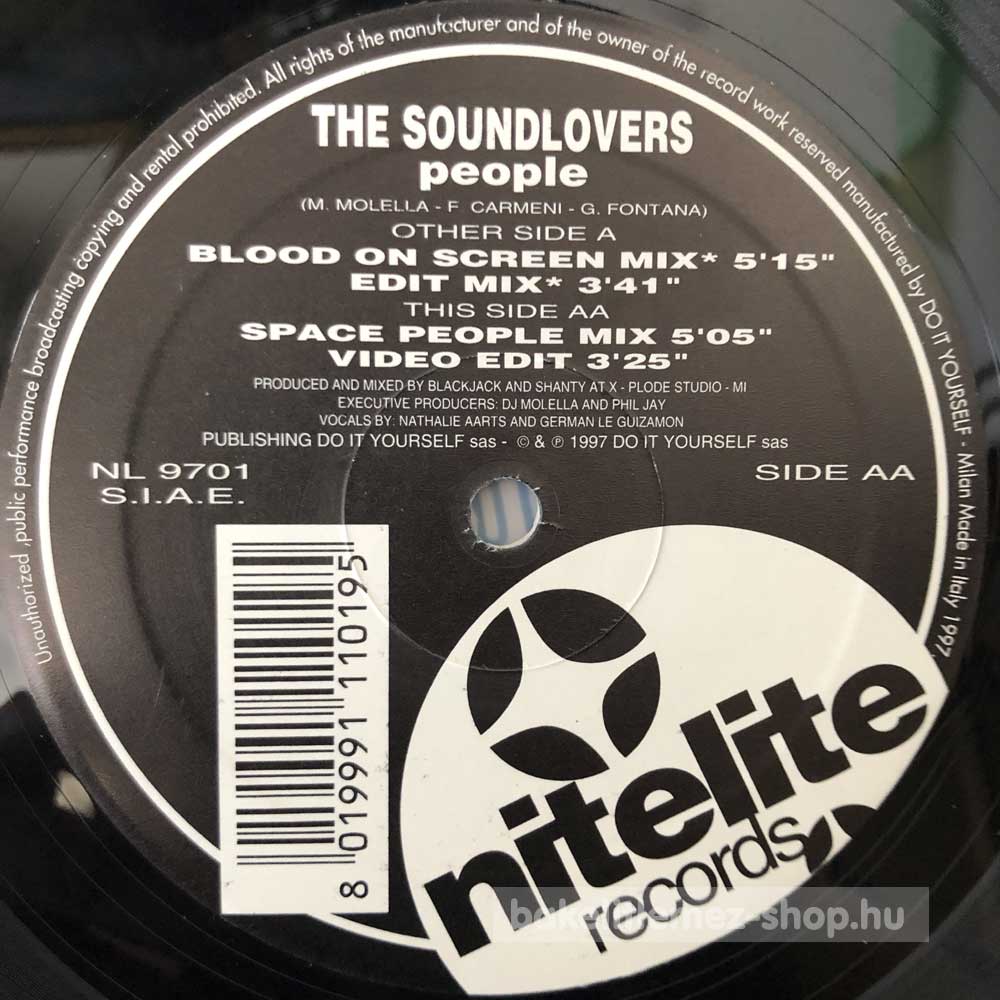 Unauthorized ,public performance broadcasting copying and rental prohibited. All rights of the manufacturer and of the owner of the record work reserved manufactured by DO IT YOURSELF - Milan Made in Italy 1997.
THE SOUNDLOVERS
people
(M. MOLELLA - F CARMENI - G. FONTANA)
OTHER SIDE A
BLOOD ON SCREEN MIX* 5'15"
EDIT MIX* 3'41"
THIS SIDE AA
SPACE PEOPLE MIX 5'05"
VIDEO EDIT 3'25"
PRODUCED AND MIXED BY BLACKJACK AND SHANTY AT X - PLODE STUDIO - MI
EXECUTIVE PRODUCERS: DJ MOLELLA AND PHIL JAY
VOCALS BY: NATHALIE AARTS AND GERMAN LE GUIZAMON
PUBLISHING DO IT YOURSELF sas - © & ℗ 1997 DO IT YOURSELF sas
NL 9701
S.I.A.E.
SIDE AA
8 019991 110195
nitelite
records
bakelitlemez-shop.hu